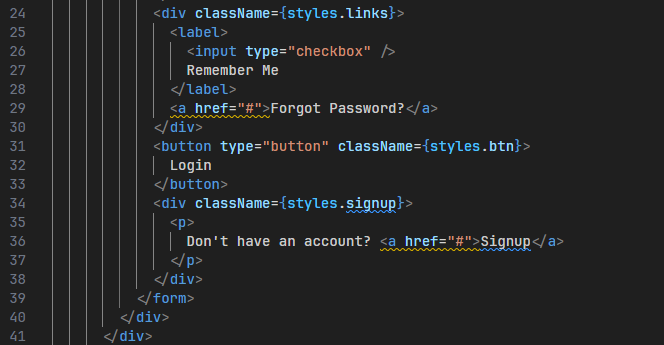 24 <div className={styles.links}>
25 <label>
26 <input type="checkbox" />
27 Remember Me
28 </label>
29 <a href="#">Forgot Password?</a>
30 </div>
31 <button type="button" className={styles.btn}>
32 Login
33 </button>
34 <div className={styles.signup}>
35 <p>
36 Don't have an account? <a href="#">Signup</a>
37 </p>
38 </div>
39 </form>
40 </div>
41 </div>